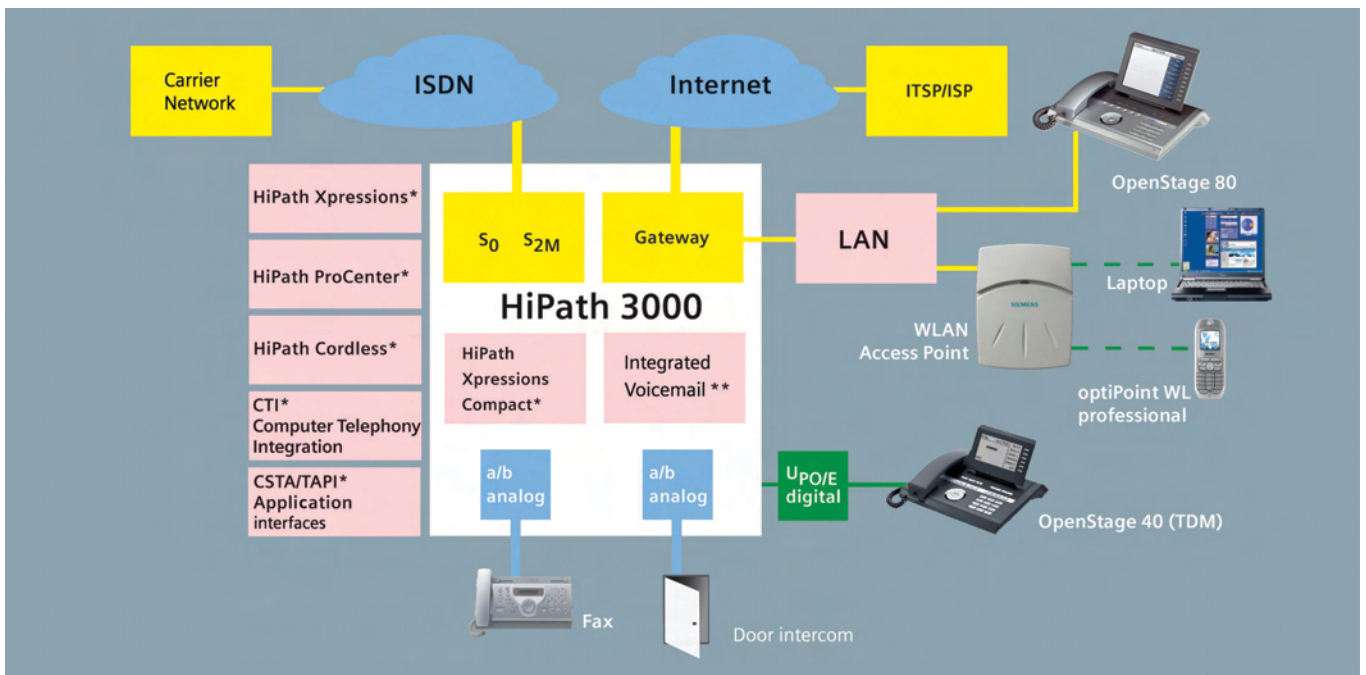 Carrier
Network
ISDN
Internet
ITSP/ISP
OpenStage 80
HiPath Xpressions*
HiPath ProCenter*
HiPath Cordless*
CTI*
Computer Telephony
Integration
CSTA/TAPI*
Application
interfaces
S0 S2M
Gateway
LAN
HiPath 3000
HiPath
Xpressions
Compact*
Integrated
Voicemail **
a/b
analog
a/b
analog
SIEMENS
WLAN
Access Point
Laptop
optiPoint WL
professional
UPO/E
digital
OpenStage 40 (TDM)
Fax
Door intercom